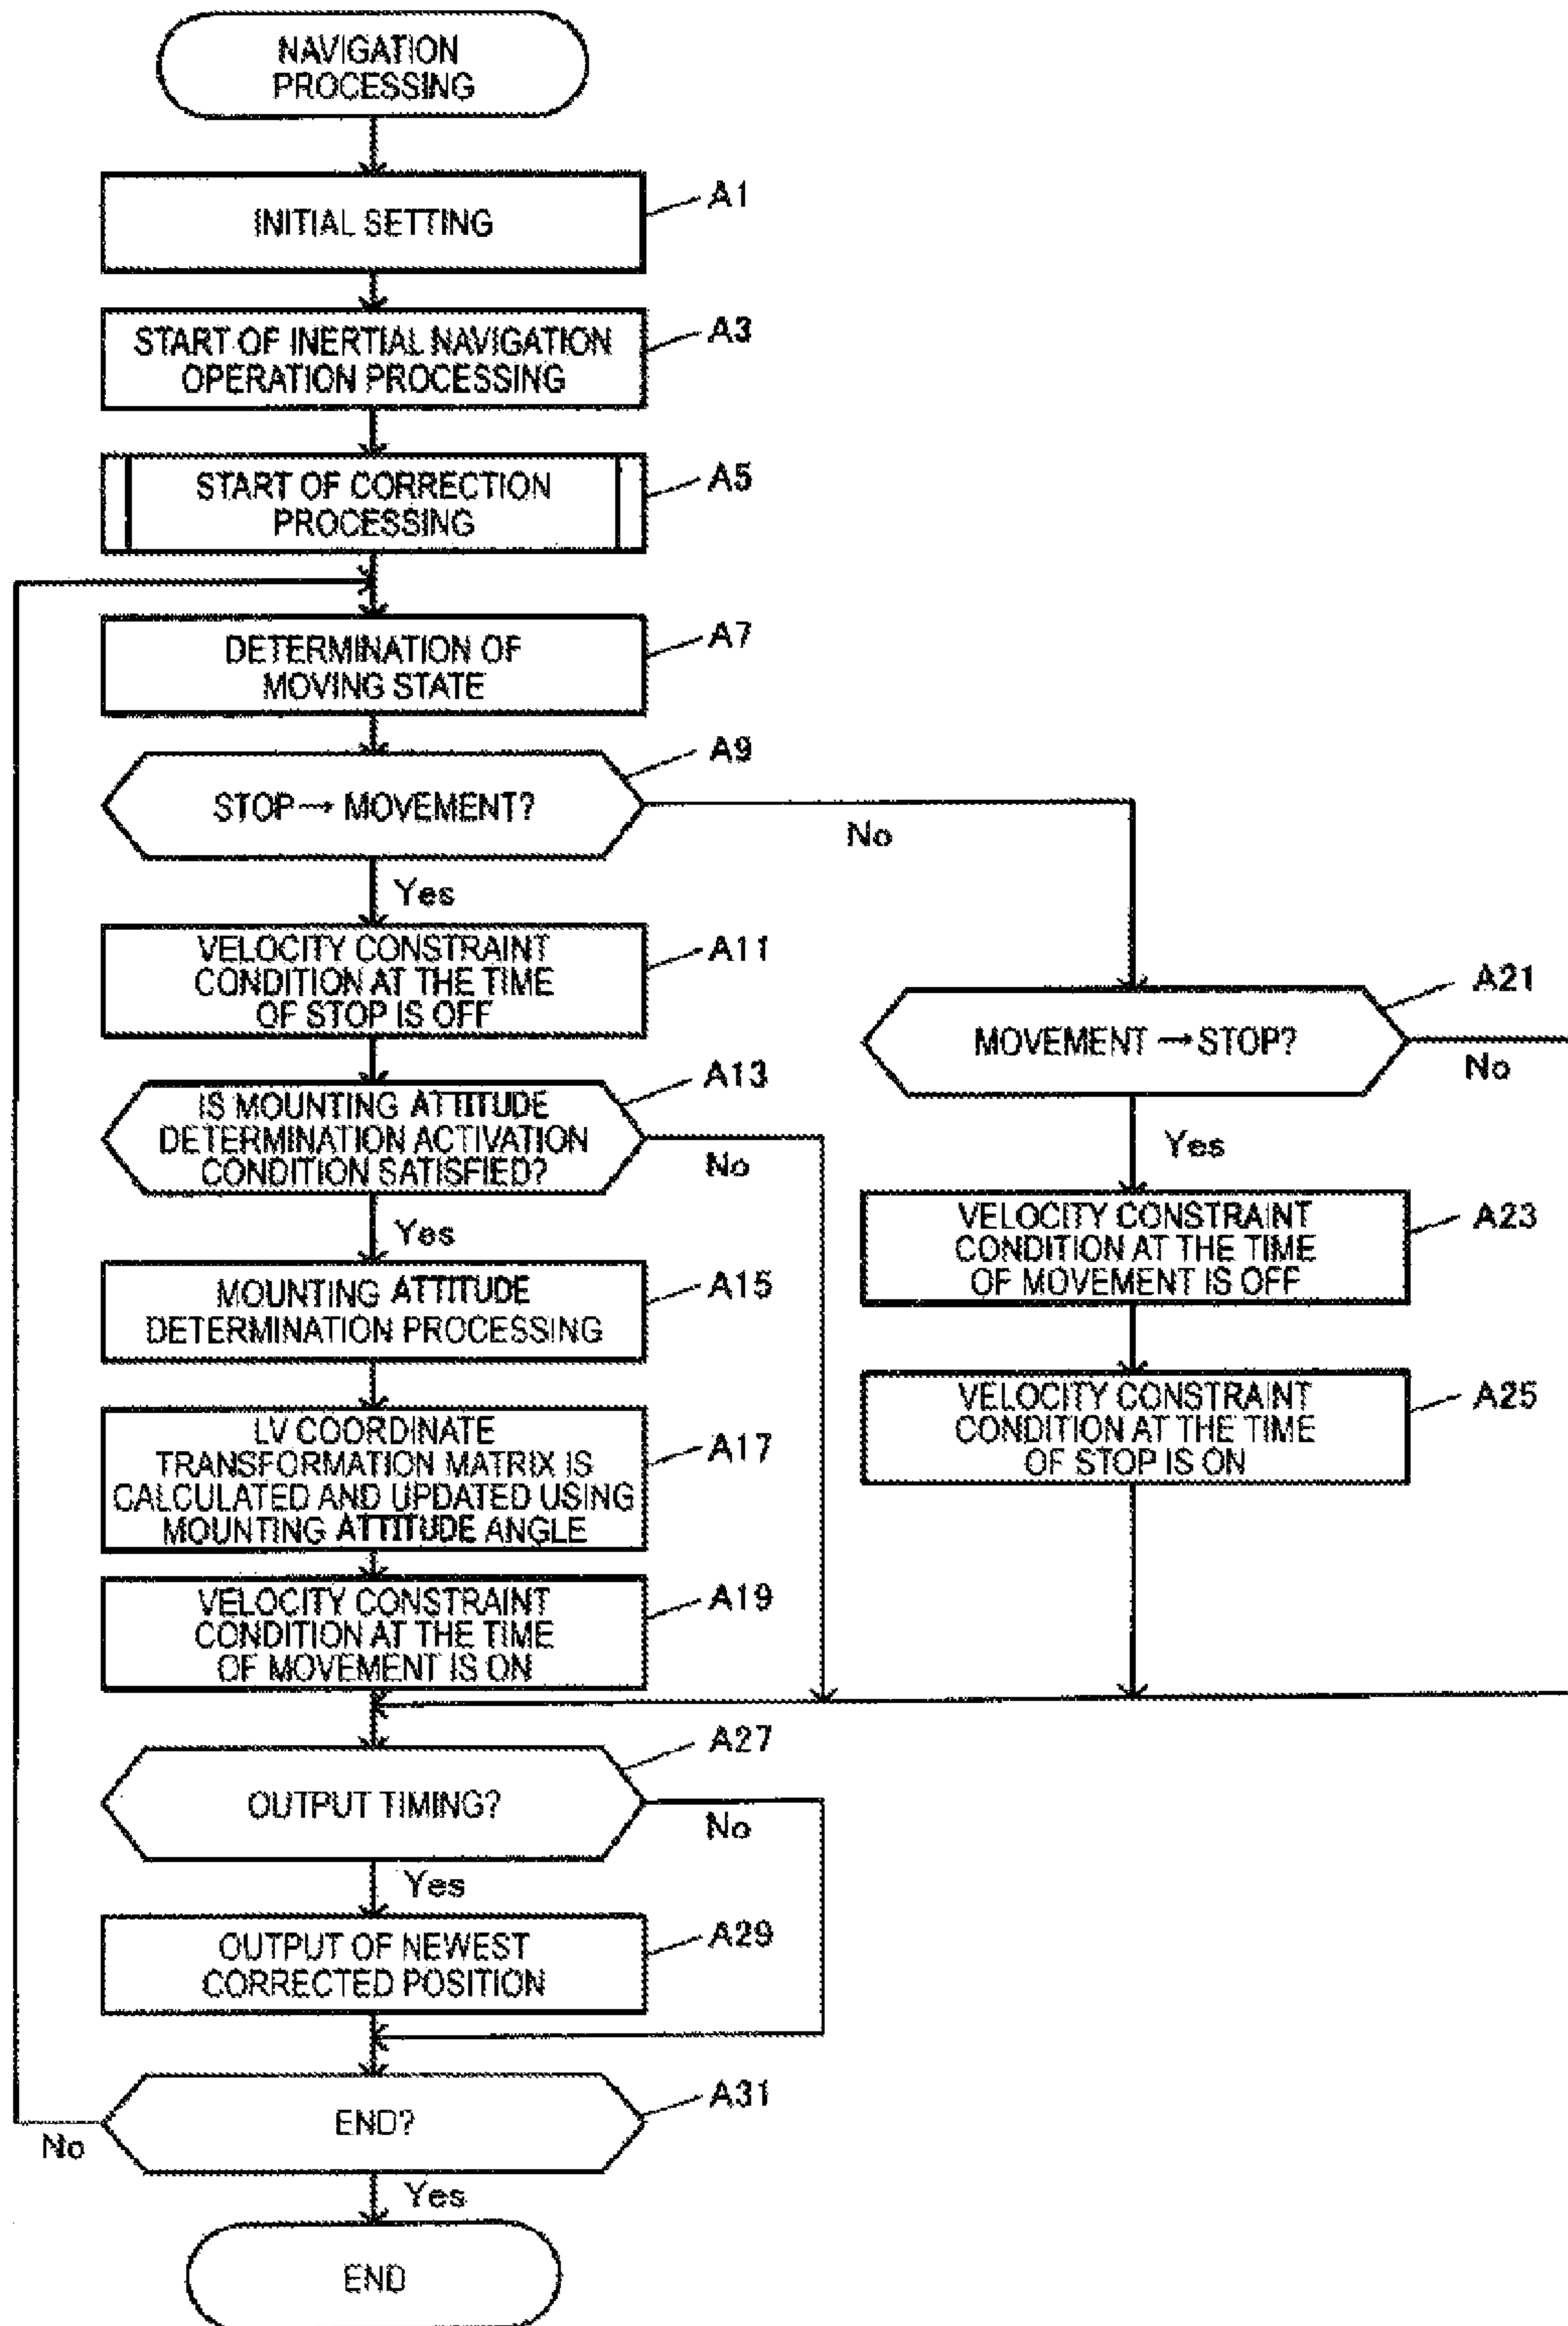 NAVIGATION
PROCESSING
INITIAL SETTING
A1
START OF INERTIAL NAVIGATION
OPERATION PROCESSING
A3
START OF CORRECTION
PROCESSING
A5
DETERMINATION OF
MOVING STATE
A7
STOP→ MOVEMENT?
A9
No
Yes
VELOCITY CONSTRAINT
CONDITION AT THE TIME
OF STOP IS OFF
A11
IS MOUNTING ATTITUDE
DETERMINATION ACTIVATION
CONDITION SATISFIED?
A13
No
Yes
MOUNTING ATTITUDE
DETERMINATION PROCESSING
A15
LV COORDINATE
TRANSFORMATION MATRIX IS
CALCULATED AND UPDATED USING
MOUNTING ATTITUDE ANGLE
A17
VELOCITY CONSTRAINT
CONDITION AT THE TIME
OF MOVEMENT IS ON
A19
MOVEMENT →STOP?
A21
No
Yes
VELOCITY CONSTRAINT
CONDITION AT THE TIME
OF MOVEMENT IS OFF
A23
VELOCITY CONSTRAINT
CONDITION AT THE TIME
OF STOP IS ON
A25
OUTPUT TIMING?
A27
No
Yes
OUTPUT OF NEWEST
CORRECTED POSITION
A29
END?
A31
No
Yes
END